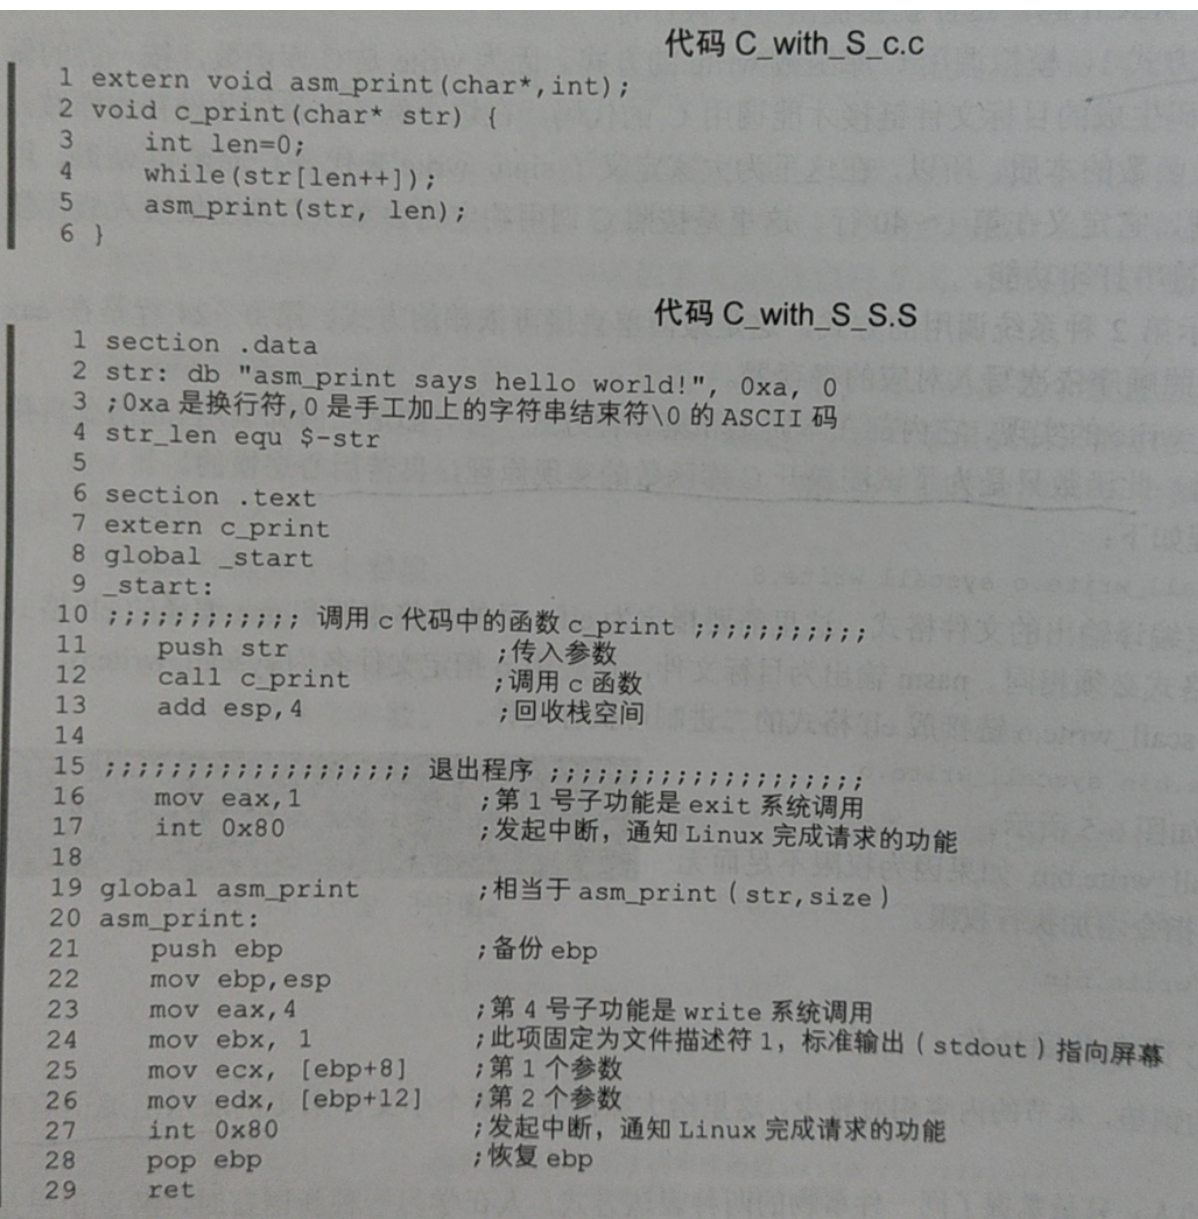 代码 C_with_S_c.c
1 extern void asm_print(char*,int);
2 void c_print(char* str) {
3    int len=0;
4    while(str[len++]);
5    asm_print(str, len);
6 }
代码 C_with_S_S.S
1 section .data
2 str: db "asm_print says hello world!", 0xa, 0
3 ;0xa 是换行符,0 是手工加上的字符串结束符\0 的 ASCII 码
4 str_len equ $-str
5
6 section .text
7 extern c_print
8 global _start
9 _start:
10 ;;;;;;;;;;;; 调用 c 代码中的函数 c_print ;;;;;;;;;;;
11    push str            ;传入参数
12    call c_print        ;调用 c 函数
13    add esp,4           ;回收栈空间
14
15 ;;;;;;;;;;;;;;;;;;; 退出程序 ;;;;;;;;;;;;;;;;;;;;;
16    mov eax,1           ;第 1 号子功能是 exit 系统调用
17    int 0x80            ;发起中断，通知 Linux 完成请求的功能
18
19 global asm_print       ;相当于 asm_print（str,size）
20 asm_print:
21    push ebp            ;备份 ebp
22    mov ebp,esp
23    mov eax,4           ;第 4 号子功能是 write 系统调用
24    mov ebx, 1          ;此项固定为文件描述符 1，标准输出（stdout）指向屏幕
25    mov ecx, [ebp+8]    ;第 1 个参数
26    mov edx, [ebp+12]   ;第 2 个参数
27    int 0x80            ;发起中断，通知 Linux 完成请求的功能
28    pop ebp             ;恢复 ebp
29    ret